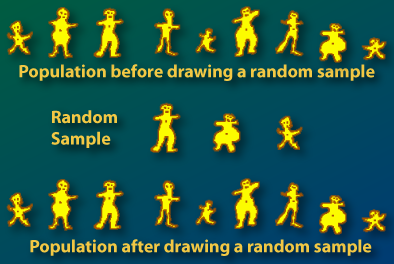 Population before drawing a random sample
Random
Sample
Population after drawing a random sample